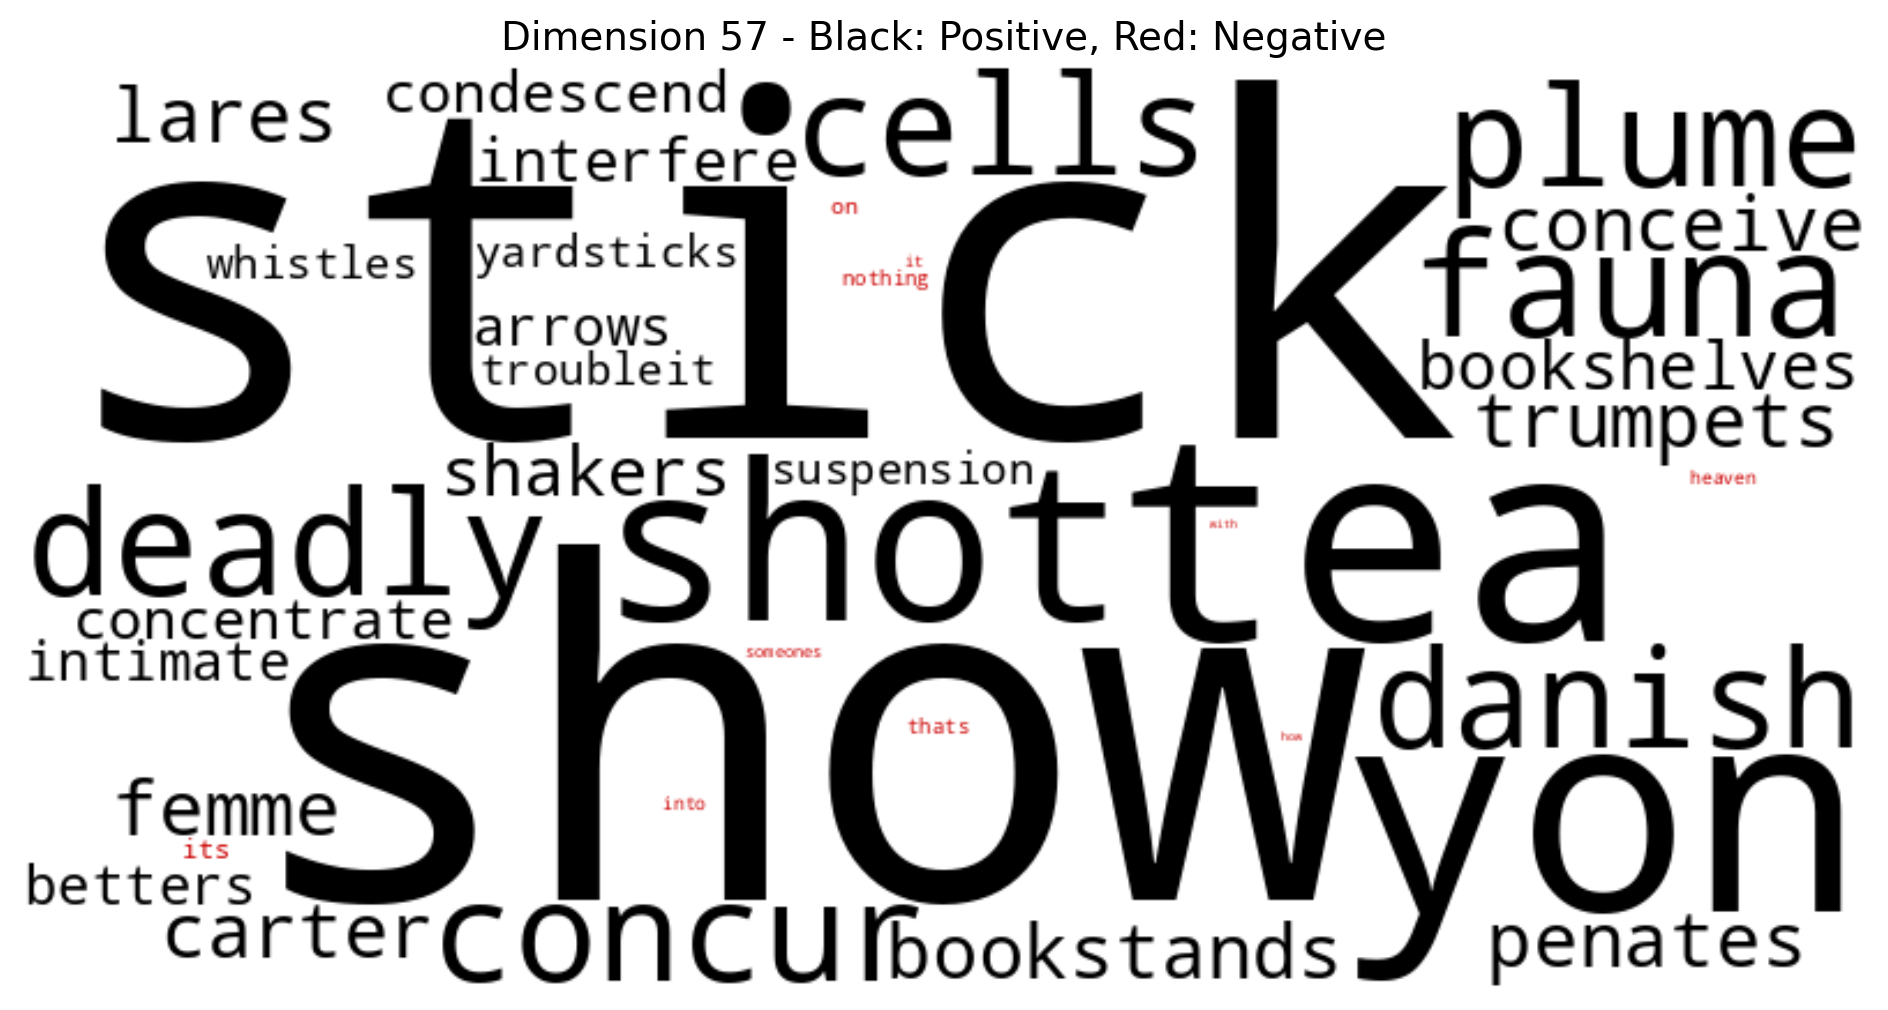 Dimension 57 - Black: Positive, Red: Negative
lares
condescend
interfere
cells
plume
stick
on
conceive
whistles
yardsticks
it
nothing
fauna
arrows
troubleit
bookshelves
trumpets
shakers
suspension
heaven
deadly
shot
tea
with
concentrate
intimate
someones
show
danish
thats
how
yon
femme
into
its
betters
carter
concur
bookstands
penates